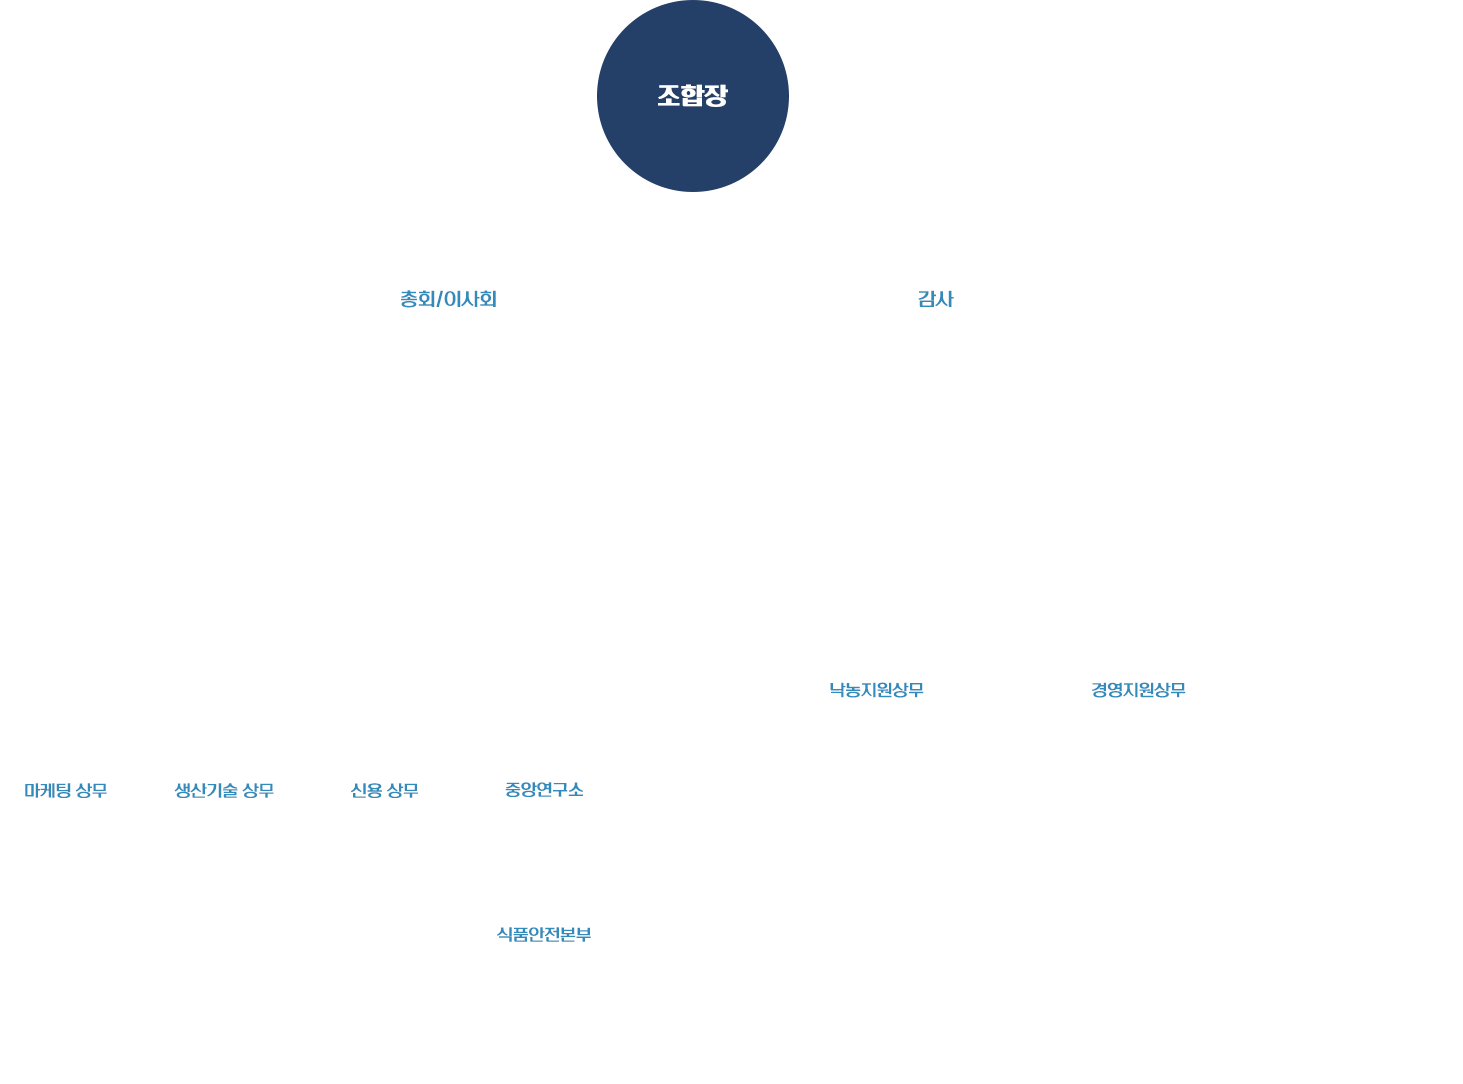 조합장
총회/이사회
감사
낙농지원상무
경영지원상무
마케팅 상무
생산기술 상무
신용 상무
중앙연구소
식품안전본부